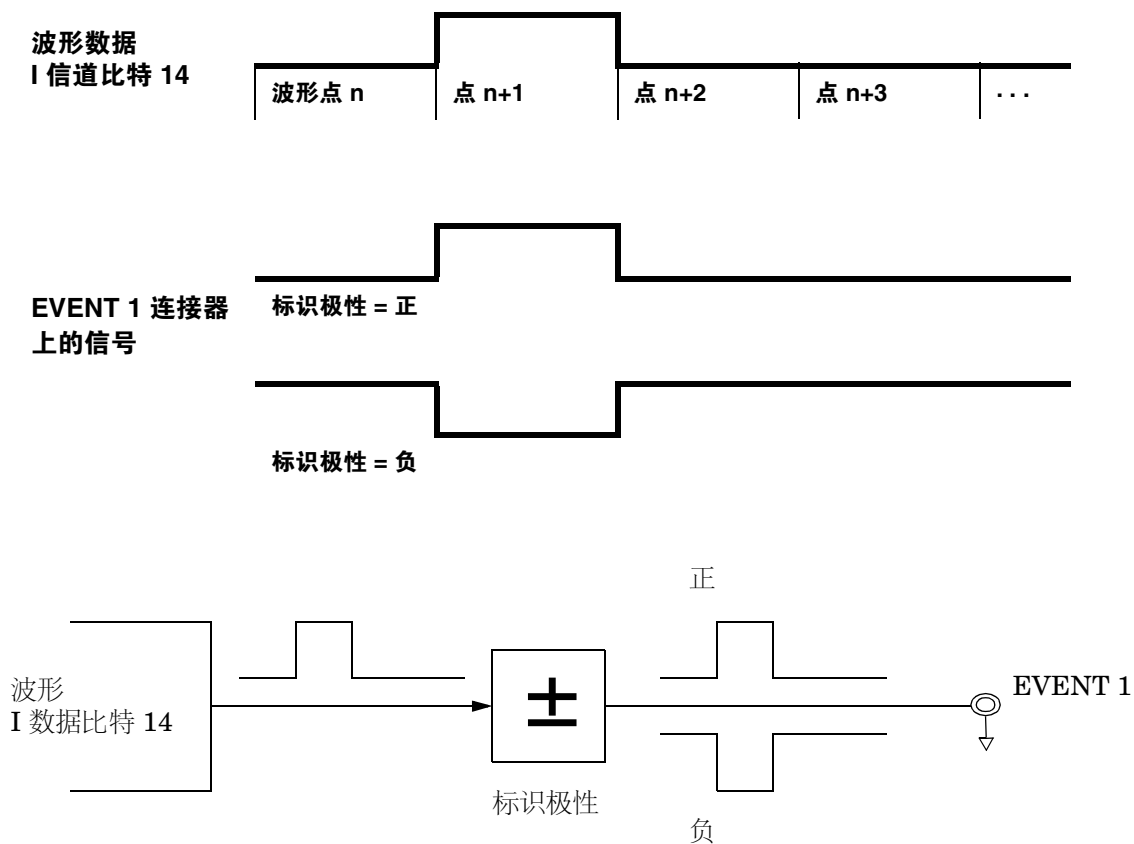 波形数据
I 信道比特 14
波形点 n
点 n+1
点 n+2
点 n+3
...
EVENT 1 连接器
上的信号
标识极性 = 正
标识极性 = 负
正
波形
I 数据比特 14
±
EVENT 1
标识极性
负